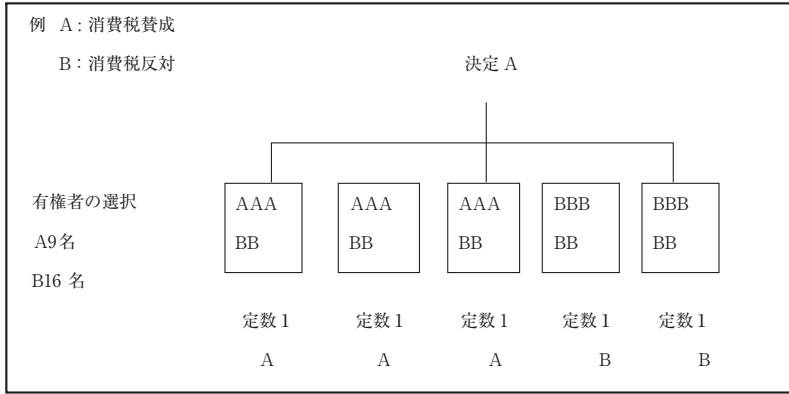 例 A : 消費税賛成
B : 消費税反対
決定 A
有権者の選択
A9名
B16 名
AAA
BB
AAA
BB
AAA
BB
BBB
BB
BBB
BB
定数 1 定数 1 定数 1 定数 1 定数 1
A A A B B